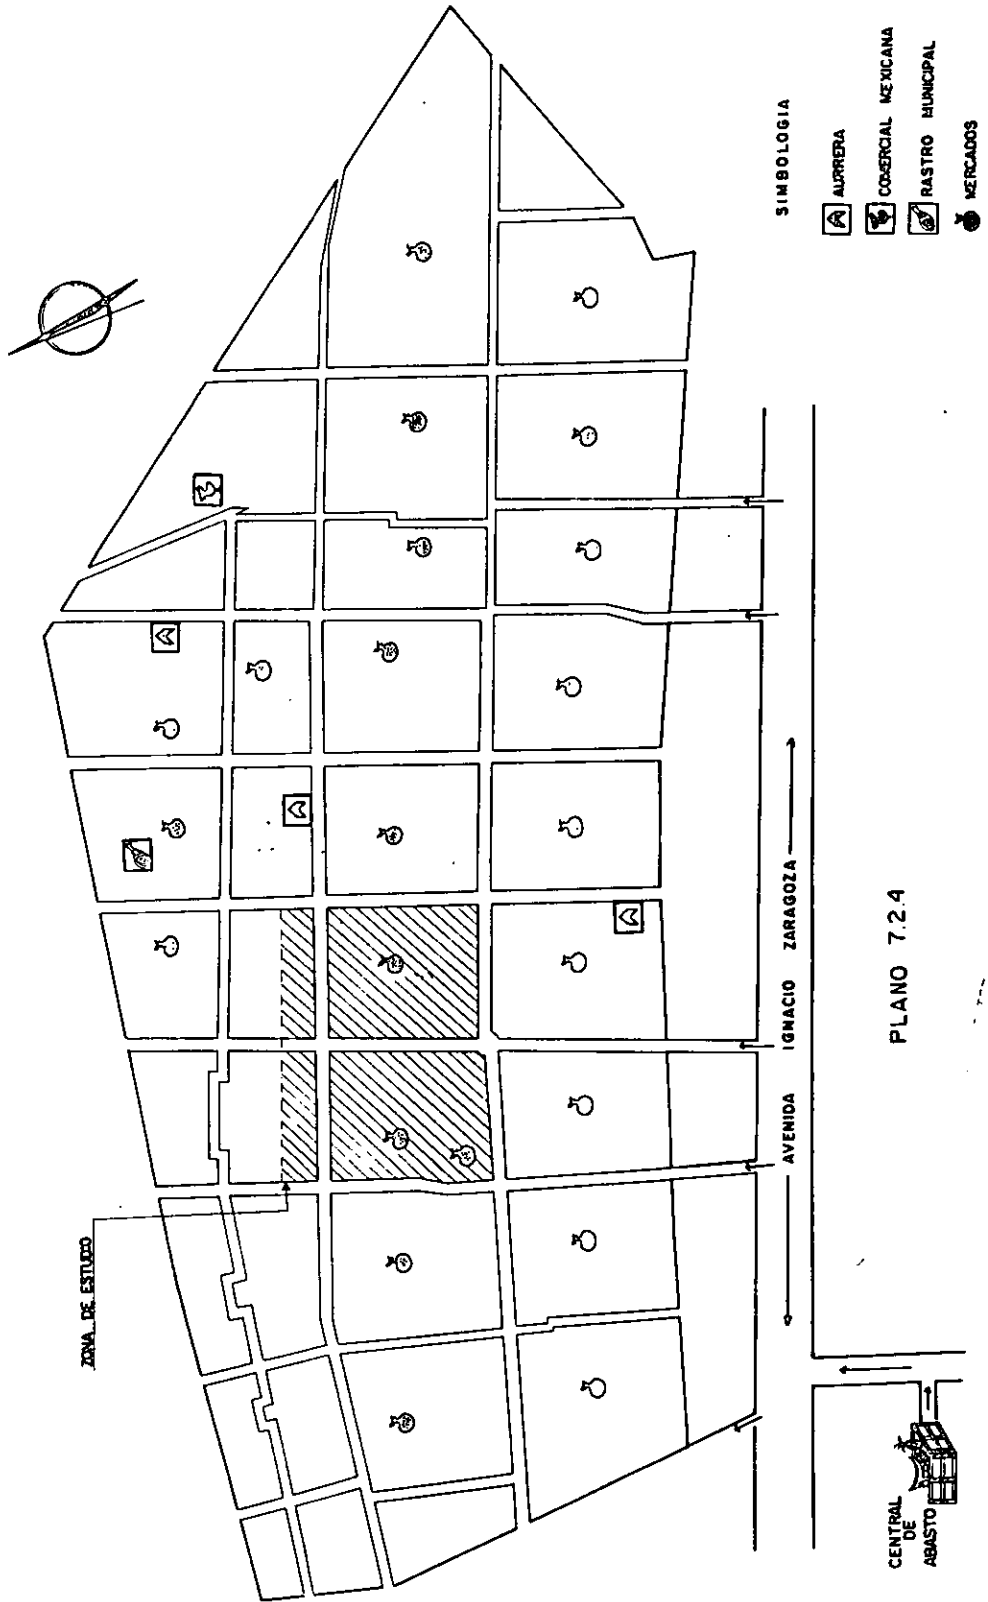 ZONA DE ESTUDIO
SIMBOLOGIA
AURRERA
COMERCIAL MEXICANA
RASTRO MUNICIPAL
MERCADOS
AVENIDA IGNACIO ZARAGOZA
CENTRAL
DE
ABASTO
PLANO 7.2.4